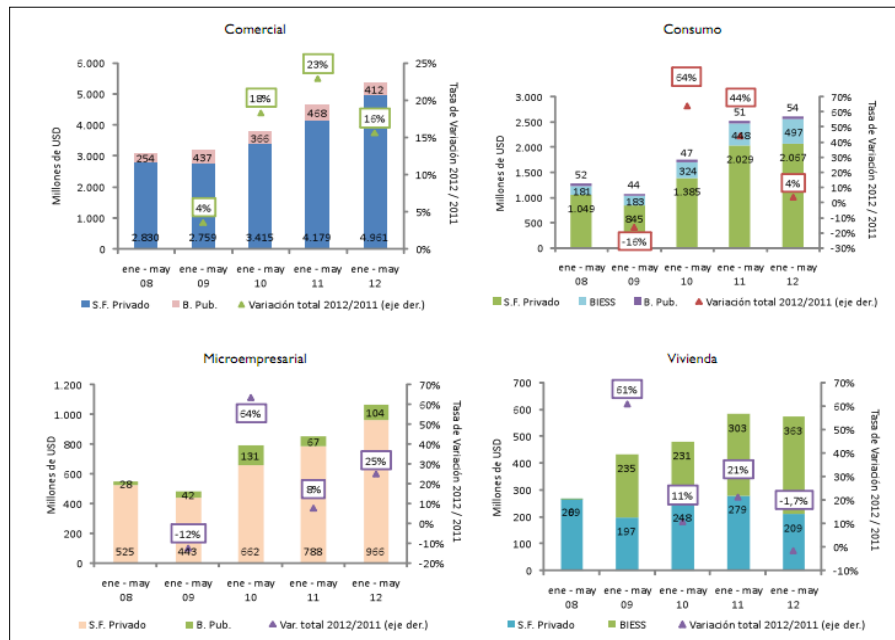 Comercial
Millones de USD
6.000
5.000
4.000
3.000
2.000
1.000
0
25%
20%
15%
10%
5%
0%
Tasa de Variación 2012 / 2011
254
437
366
468
412
4%
18%
23%
16%
2.830
2.759
3.415
4.179
4.961
ene - may 08
ene - may 09
ene - may 10
ene - may 11
ene - may 12
S.F. Privado
B. Pub.
Variación total 2012/2011 (eje der.)
Consumo
Millones de USD
3.000
2.500
2.000
1.500
1.000
500
0
70%
60%
50%
40%
30%
20%
10%
0%
-10%
-20%
-30%
Tasa de Variación 2012 / 2011
52
44
47
51
54
181
183
324
448
497
1.049
845
1.385
2.029
2.067
-16%
64%
44%
4%
ene - may 08
ene - may 09
ene - may 10
ene - may 11
ene - may 12
S.F. Privado
BIESS
B. Pub.
Variación total 2012/2011 (eje der.)
Microempresarial
Millones de USD
1.200
1.000
800
600
400
200
0
70%
60%
50%
40%
30%
20%
10%
0%
-10%
-20%
Tasa de Variación 2012 / 2011
28
42
131
67
104
-12%
64%
8%
25%
525
443
662
788
966
ene - may 08
ene - may 09
ene - may 10
ene - may 11
ene - may 12
S.F. Privado
B. Pub.
Var. total 2012/2011 (eje der.)
Vivienda
Millones de USD
700
600
500
400
300
200
100
0
70%
60%
50%
40%
30%
20%
10%
0%
-10%
Tasa de Variación 2012 / 2011
235
231
303
363
61%
11%
21%
-1,7%
197
248
279
209
ene - may 08
ene - may 09
ene - may 10
ene - may 11
ene - may 12
S.F. Privado
BIESS
Variación total 2012/2011 (eje der.)